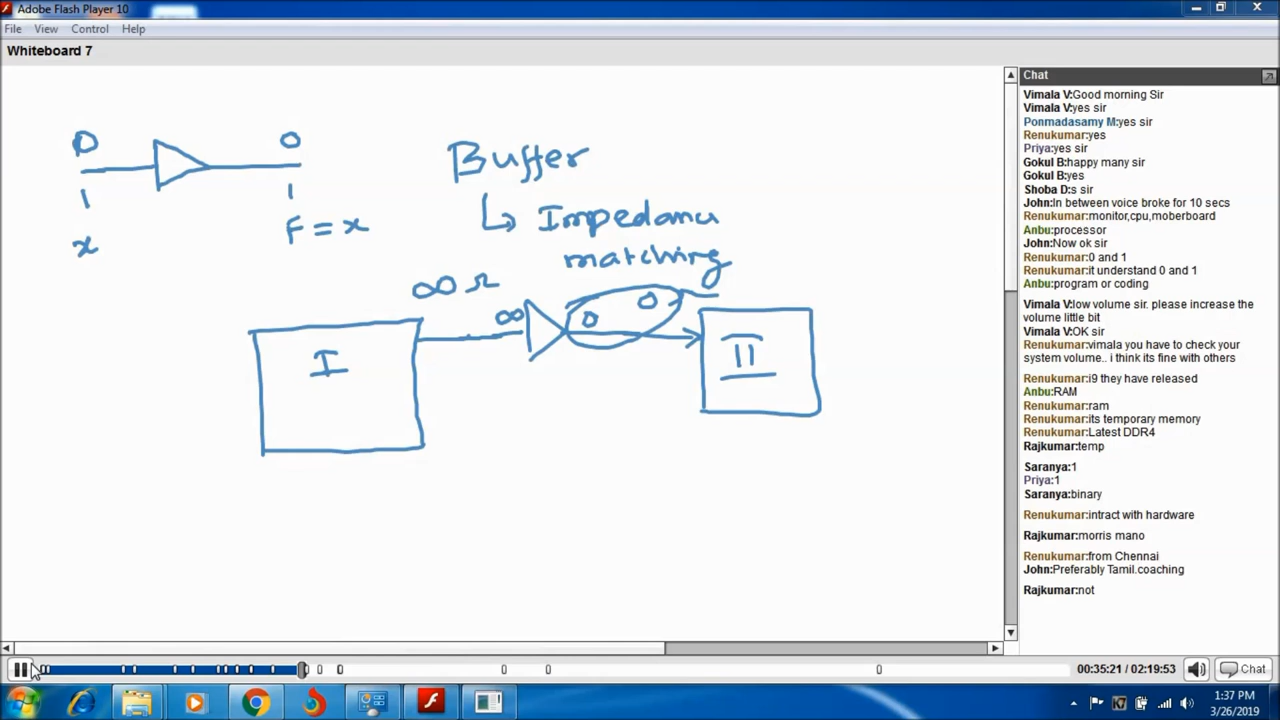 Adobe Flash Player 10
File View Control Help
Whiteboard 7
0 0
1 1
x F = x
Buffer
Impedance
matching
∞ Ω
∞ 0 0
I
II
Chat
Vimala V:Good morning Sir
Vimala V:yes sir
Ponmadasamy M:yes sir
Renukumar:yes
Priya:yes sir
Gokul B:happy many sir
Gokul B:yes
Shoba D:s sir
John:In between voice broke for 10 secs
Renukumar:monitor,cpu,moberboard
Anbu:processor
John:Now ok sir
Renukumar:0 and 1
Renukumar:it understand 0 and 1
Anbu:program or coding
Vimala V:low volume sir. please increase the
volume little bit
Vimala V:OK sir
Renukumar:vimala you have to check your
system volume.. i think its fine with others
Renukumar:i9 they have released
Anbu:RAM
Renukumar:ram
Renukumar:its temporary memory
Renukumar:Latest DDR4
Rajkumar:temp
Saranya:1
Priya:1
Saranya:binary
Renukumar:intract with hardware
Rajkumar:morris mano
Renukumar:from Chennai
John:Preferably Tamil.coaching
Rajkumar:not
00:35:21 / 02:19:53
Chat
1:37 PM
3/26/2019